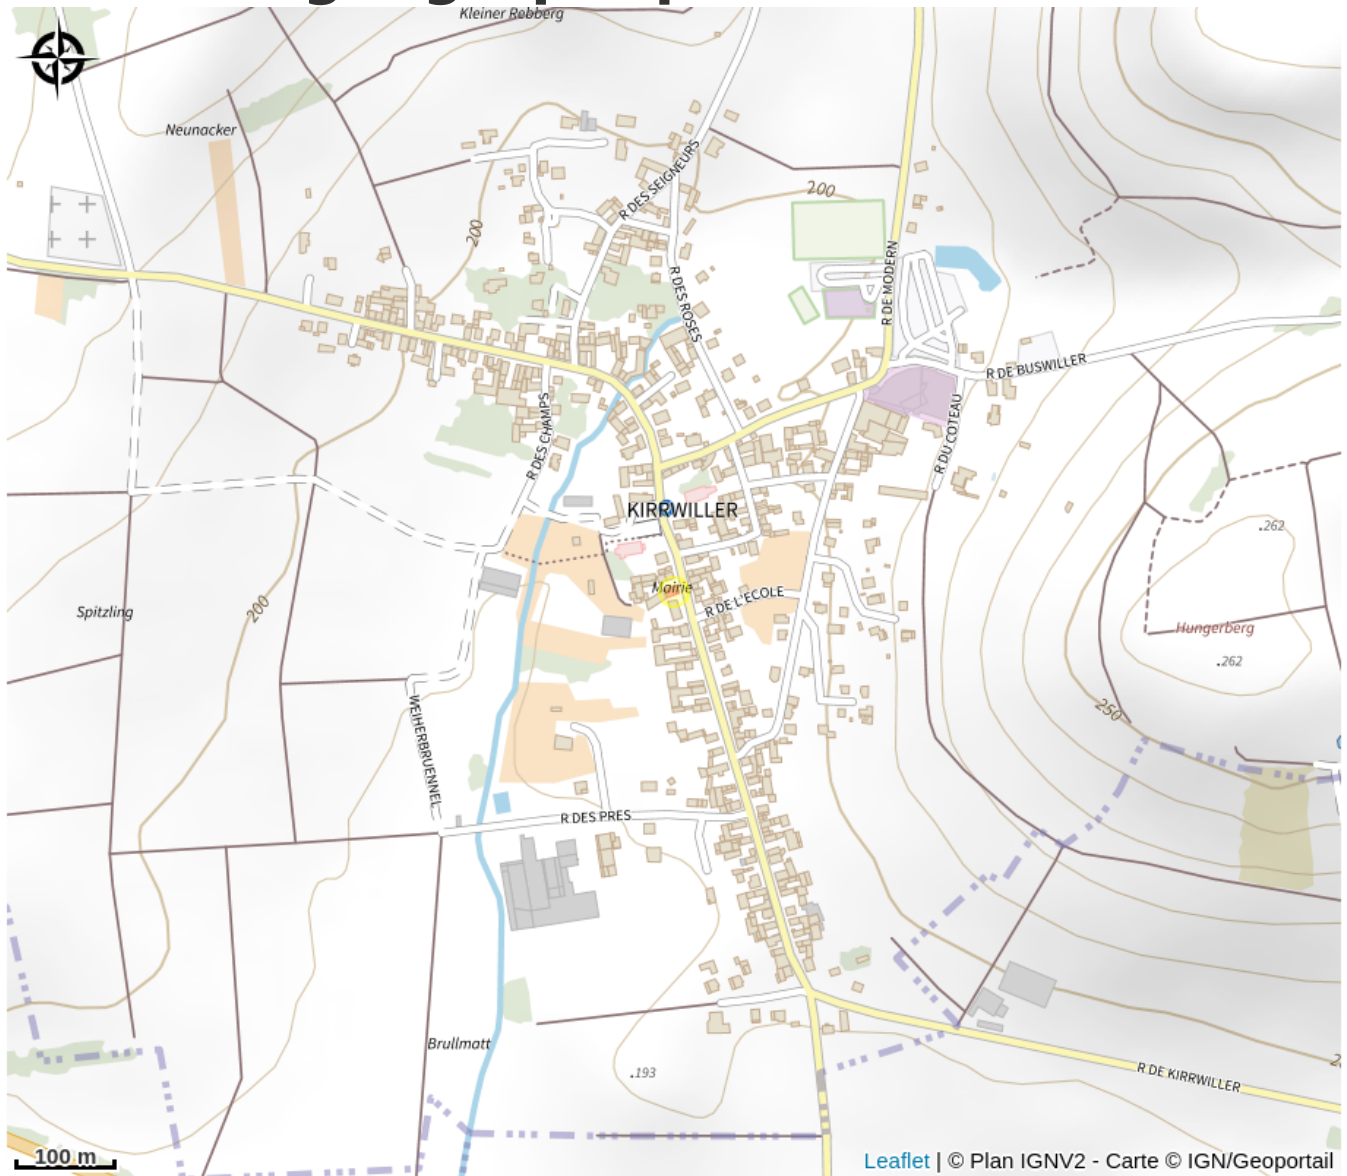 Kleiner Rebberg
Neunacker
R DES SEIGNEURS
200
200
R DE MODERN
R DES ROSES
R DE BUSWILLER
R DES CHAMPS
R DU COTEAU
KIRRWILLER
.262
Mairie
R DE L'ECOLE
Spitzling
200
Hungerberg
.262
250
WEIHERBRUENNEL
R DES PRES
Brullmatt
.193
R DE KIRRWILLER
100 m
Leaflet | © Plan IGNV2 - Carte © IGN/Geoportail